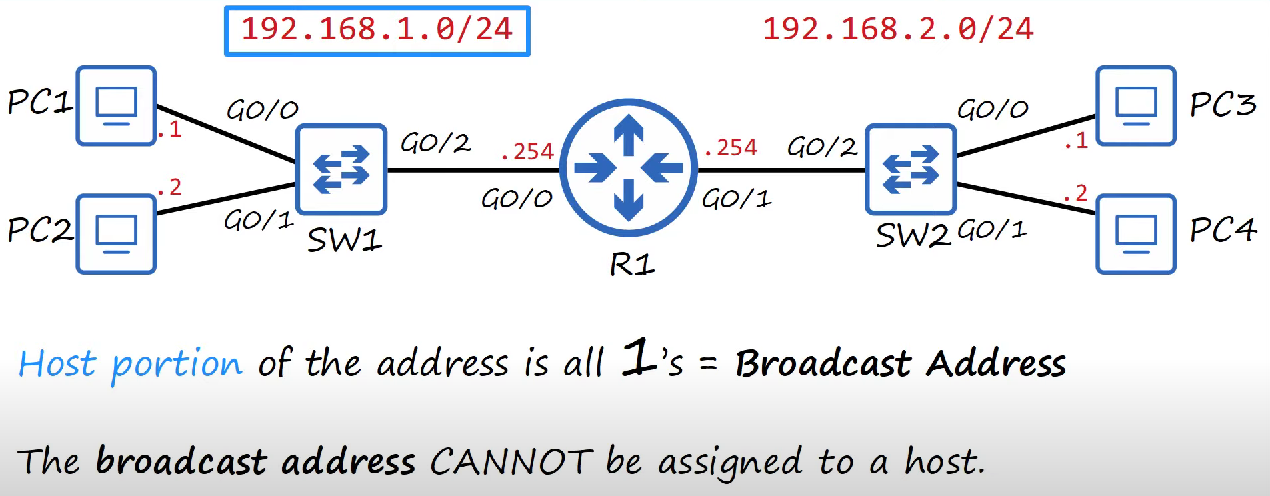 192.168.1.0/24 192.168.2.0/24
PC1 G0/0 G0/0 PC3
.1 G0/2 .254 .254 G0/2 .1
.2 G0/0 G0/1 .2
PC2 G0/1 SW1 R1 SW2 G0/1 PC4
Host portion of the address is all 1's = Broadcast Address
The broadcast address CANNOT be assigned to a host.